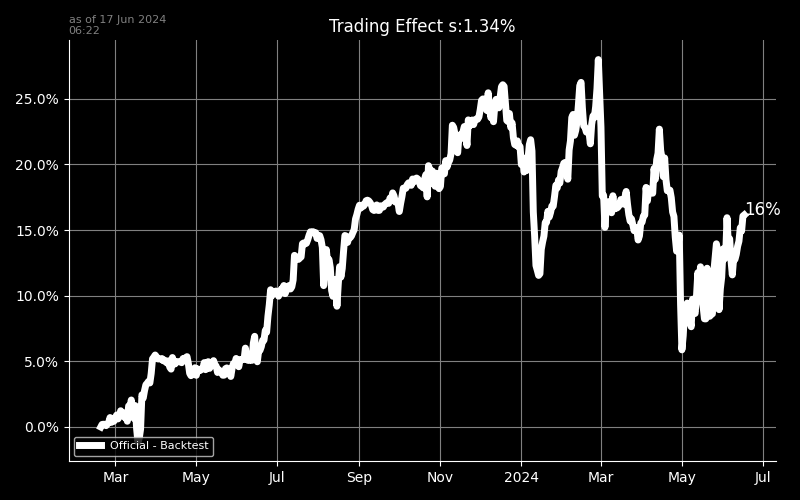 as of 17 Jun 2024
06:22
Trading Effect s:1.34%
25.0%
20.0%
15.0%
10.0%
5.0%
0.0%
16%
Official - Backtest
Mar May Jul Sep Nov 2024 Mar May Jul